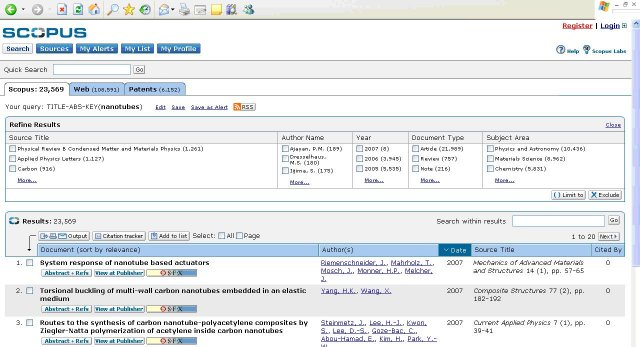 SCOPUS
Register | Login
Search Sources My Alerts My List My Profile
Help Scopus Labs
Quick Search Go
Scopus: 23,569 Web (108,591) Patents (6,152)
Your query: TITLE-ABS-KEY(nanotubes) Edit Save Save as Alert RSS
Refine Results Close
Source Title Author Name Year Document Type Subject Area
Physical Review B Condensed Matter and Materials Physics (1,261) Ajayan, P.M. (189) 2007 (8) Article (21,989) Physics and Astronomy (10,436)
Applied Physics Letters (1,127) Dresselhaus, M.S. (180) 2006 (3,945) Review (757) Materials Science (8,962)
Carbon (916) Iijima, S. (175) 2005 (5,535) Note (216) Chemistry (5,831)
More... More... More... More... More...
Limit to Exclude
Results: 23,569 Search within results Go
Output Citation tracker Add to list Select: All Page 1 to 20 Next
Document (sort by relevance) Author(s) Date Source Title Cited By
1. System response of nanotube based actuators Riemenschneider, J., Mahrholz, T., Mosch, J., Monner, H.P., Melcher, J. 2007 Mechanics of Advanced Materials and Structures 14 (1), pp. 57-65 0
Abstract + Refs View at Publisher S·F·X
2. Torsional buckling of multi-wall carbon nanotubes embedded in an elastic medium Yang, H.K., Wang, X. 2007 Composite Structures 77 (2), pp. 182-192 0
Abstract + Refs View at Publisher S·F·X
3. Routes to the synthesis of carbon nanotube-polyacetylene composites by Ziegler-Natta polymerization of acetylene inside carbon nanotubes Steinmetz, J., Lee, H.-J., Kwon, S., Lee, D.-S., Goze-Bac, C., Abou-Hamad, E., Kim, H., Park, Y.-W. 2007 Current Applied Physics 7 (1), pp. 39-41 0
Abstract + Refs View at Publisher S·F·X